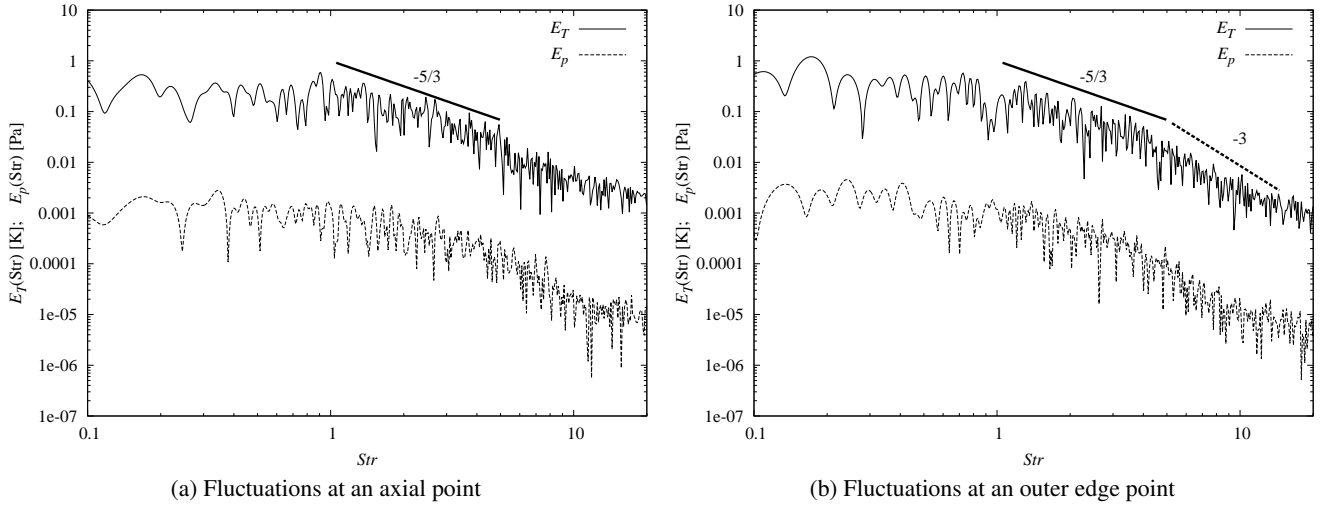 10
1
0.1
0.01
0.001
0.0001
1e-05
1e-06
1e-07
0.1
1
10
Str
E_T(Str) [K]; E_p(Str) [Pa]
E_T
E_p
-5/3
(a) Fluctuations at an axial point
10
1
0.1
0.01
0.001
0.0001
1e-05
1e-06
1e-07
0.1
1
10
Str
E_T(Str) [K]; E_p(Str) [Pa]
E_T
E_p
-5/3
-3
(b) Fluctuations at an outer edge point